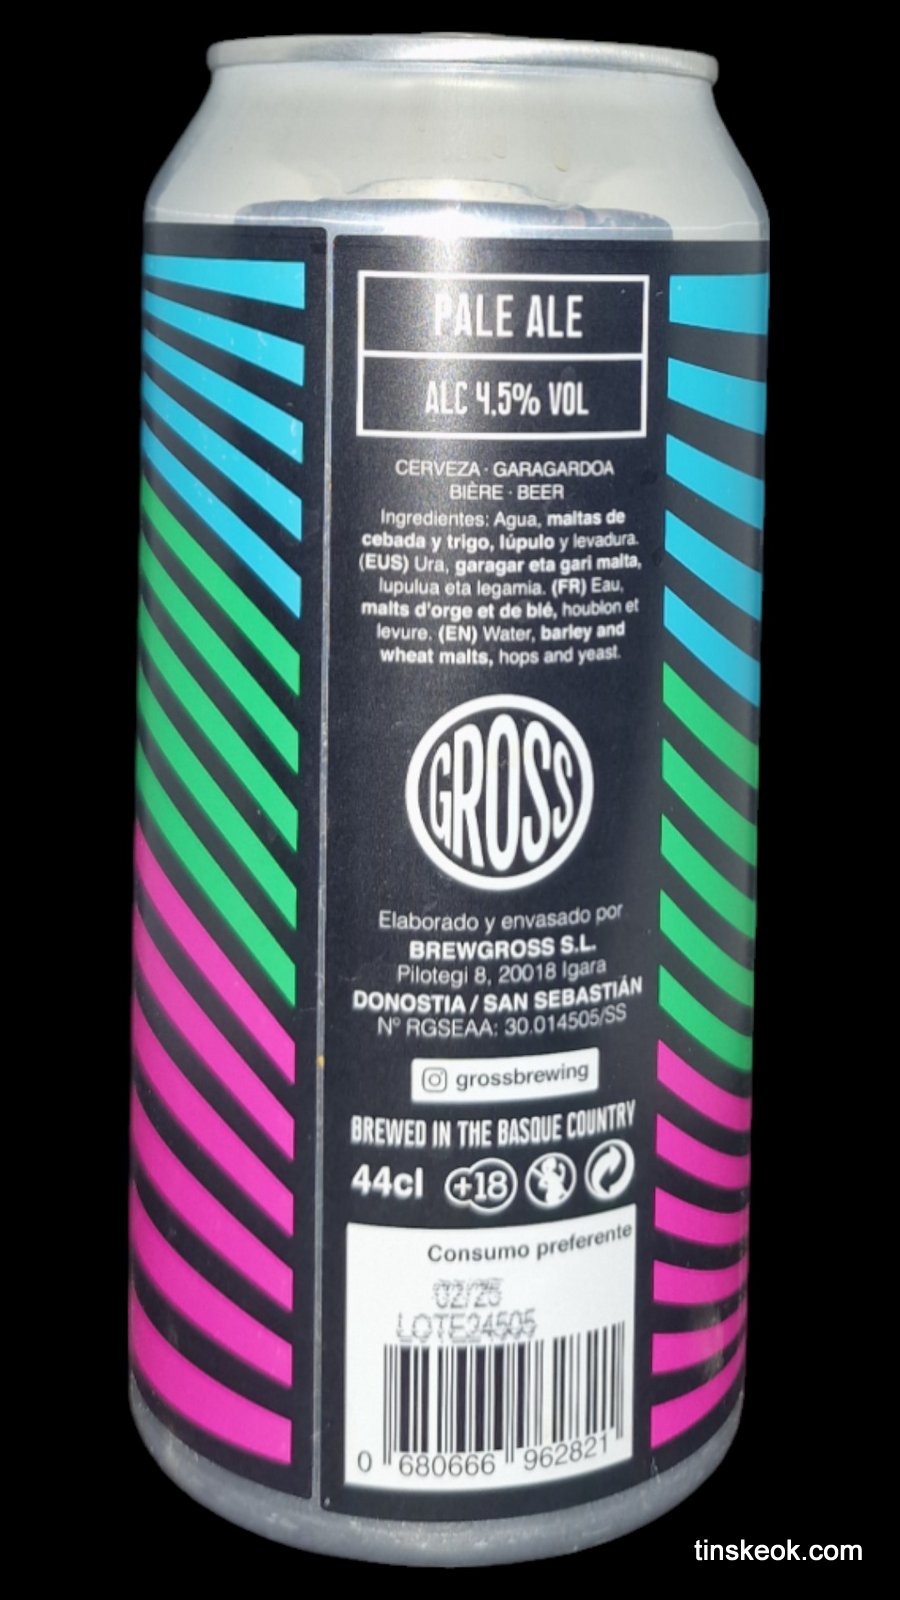 PALE ALE
ALC 4.5% VOL
CERVEZA · GARAGARDOA
BIÈRE · BEER
Ingredientes: Agua, maltas de
cebada y trigo, lúpulo y levadura.
(EUS) Ura, garagar eta gari malta,
lupulua eta legamia. (FR) Eau,
malts d'orge et de blé, houblon et
levure. (EN) Water, barley and
wheat malts, hops and yeast.
GROSS
Elaborado y envasado por
BREWGROSS S.L.
Pilotegi 8, 20018 Igara
DONOSTIA / SAN SEBASTIÁN
Nº RGSEAA: 30.014505/SS
grossbrewing
BREWED IN THE BASQUE COUNTRY
44cl +18
Consumo preferente
02/25
LOTE24505
0 680666 962821
tinskeok.com